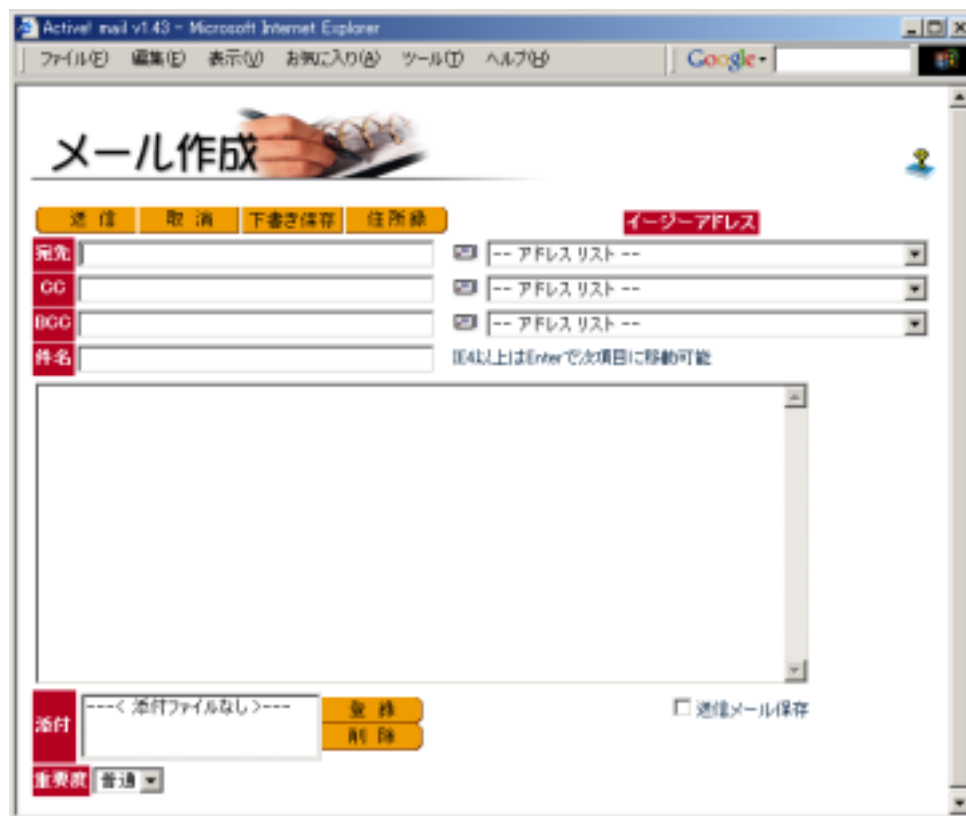 Active! mail v1.43 - Microsoft Internet Explorer
ファイル(F) 編集(E) 表示(V) お気に入り(A) ツール(T) ヘルプ(H) Google
メール作成
送 信 取 消 下書き保存 住所録 イージーアドレス
宛先 -- アドレス リスト --
CC -- アドレス リスト --
BCC -- アドレス リスト --
件名 IE4以上はEnterで次項目に移動可能
---< 添付ファイルなし >--- 登 録 送信メール保存
添付 削 除
重要度 普通